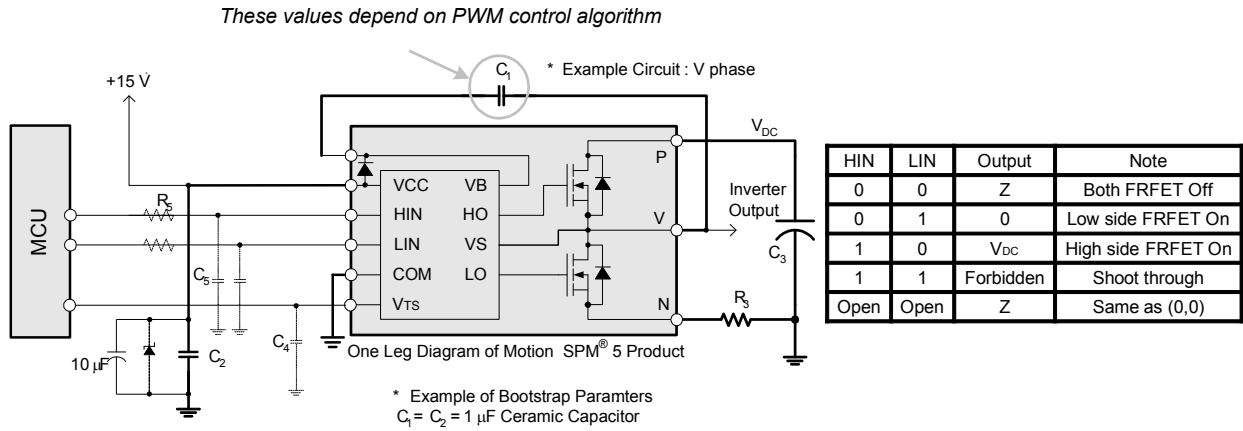 These values depend on PWM control algorithm
C1
* Example Circuit : V phase
+15 V
VDC
P
MCU
R5
VCC VB
HIN HO
LIN VS
COM LO
VTS
V
Inverter
Output
C5
C3
N
R3
10 μF
C2
C4
One Leg Diagram of Motion SPM® 5 Product
* Example of Bootstrap Paramters
C1= C2 = 1 μF Ceramic Capacitor
HIN LIN Output Note
0 0 Z Both FRFET Off
0 1 0 Low side FRFET On
1 0 VDC High side FRFET On
1 1 Forbidden Shoot through
Open Open Z Same as (0,0)